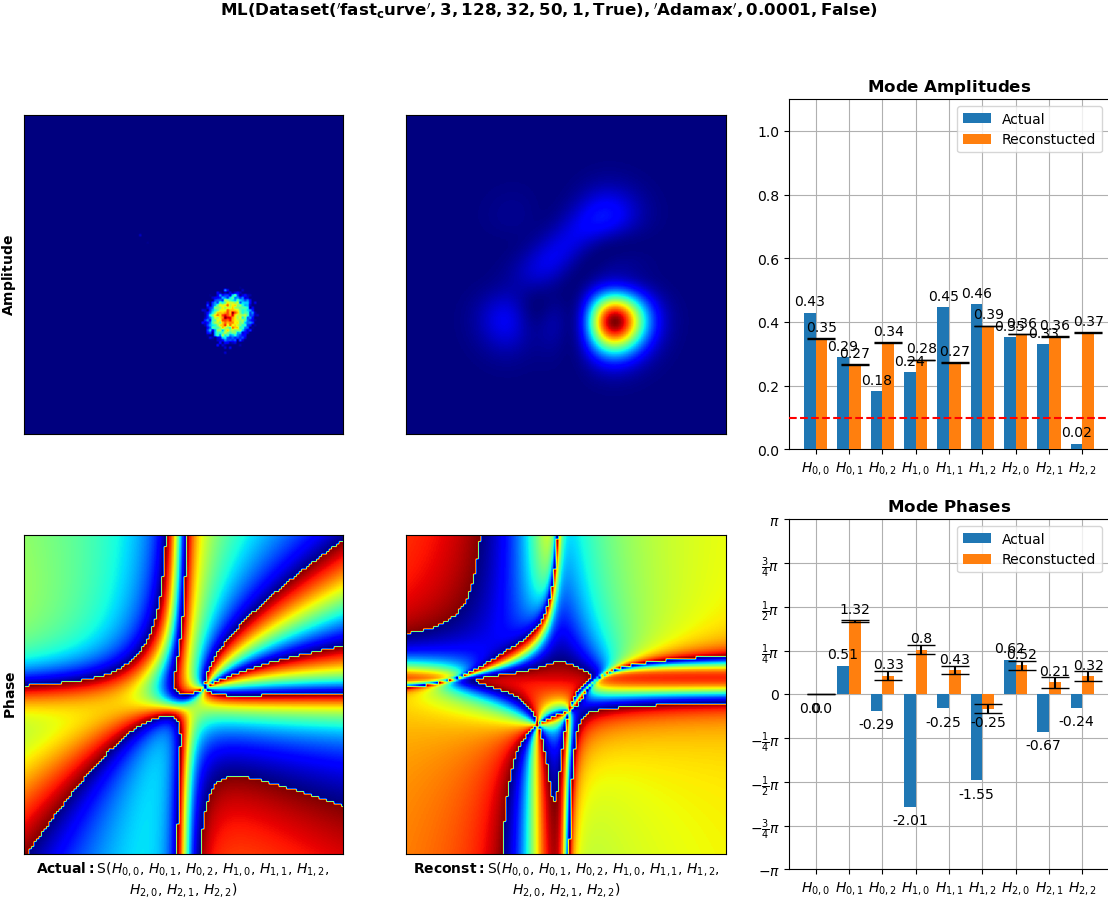 ML(Dataset('fast_curve', 3, 128, 32, 50, 1, True), 'Adamax', 0.0001, False)
Amplitude
Mode Amplitudes
Actual
Reconstucted
1.0
0.8
0.6
0.4
0.2
0.0
0.43 0.35 0.29 0.27 0.18 0.34 0.24 0.28 0.45 0.27 0.46 0.39 0.35 0.36 0.33 0.36 0.02 0.37
H0,0 H0,1 H0,2 H1,0 H1,1 H1,2 H2,0 H2,1 H2,2
Phase
Actual: S(H0,0, H0,1, H0,2, H1,0, H1,1, H1,2,
H2,0, H2,1, H2,2)
Reconst: S(H0,0, H0,1, H0,2, H1,0, H1,1, H1,2,
H2,0, H2,1, H2,2)
Mode Phases
Actual
Reconstucted
π
3/4π
1/2π
1/4π
0
−1/4π
−1/2π
−3/4π
−π
0.0 0.0 0.51 1.32 -0.29 0.33 -2.01 0.8 -0.25 0.43 -1.55 -0.25 0.62 0.52 -0.67 0.21 -0.24 0.32
H0,0 H0,1 H0,2 H1,0 H1,1 H1,2 H2,0 H2,1 H2,2